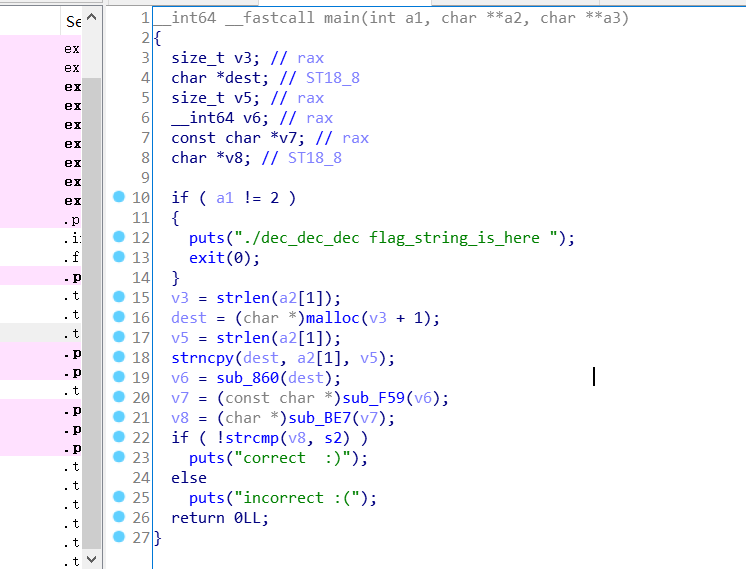 Se
ex
ex
ex
ex
ex
ex
ex
ex
ex
.p
.i
.f
.p
.t
.t
.t
.p
.p
.t
.p
.p
.p
.t
.t
.t
.t
.t
.t
1 __int64 __fastcall main(int a1, char **a2, char **a3)
2 {
3 size_t v3; // rax
4 char *dest; // ST18_8
5 size_t v5; // rax
6 __int64 v6; // rax
7 const char *v7; // rax
8 char *v8; // ST18_8
9
10 if ( a1 != 2 )
11 {
12 puts("./dec_dec_dec flag_string_is_here ");
13 exit(0);
14 }
15 v3 = strlen(a2[1]);
16 dest = (char *)malloc(v3 + 1);
17 v5 = strlen(a2[1]);
18 strncpy(dest, a2[1], v5);
19 v6 = sub_860(dest);
20 v7 = (const char *)sub_F59(v6);
21 v8 = (char *)sub_BE7(v7);
22 if ( !strcmp(v8, s2) )
23 puts("correct  :)");
24 else
25 puts("incorrect :(");
26 return 0LL;
27 }